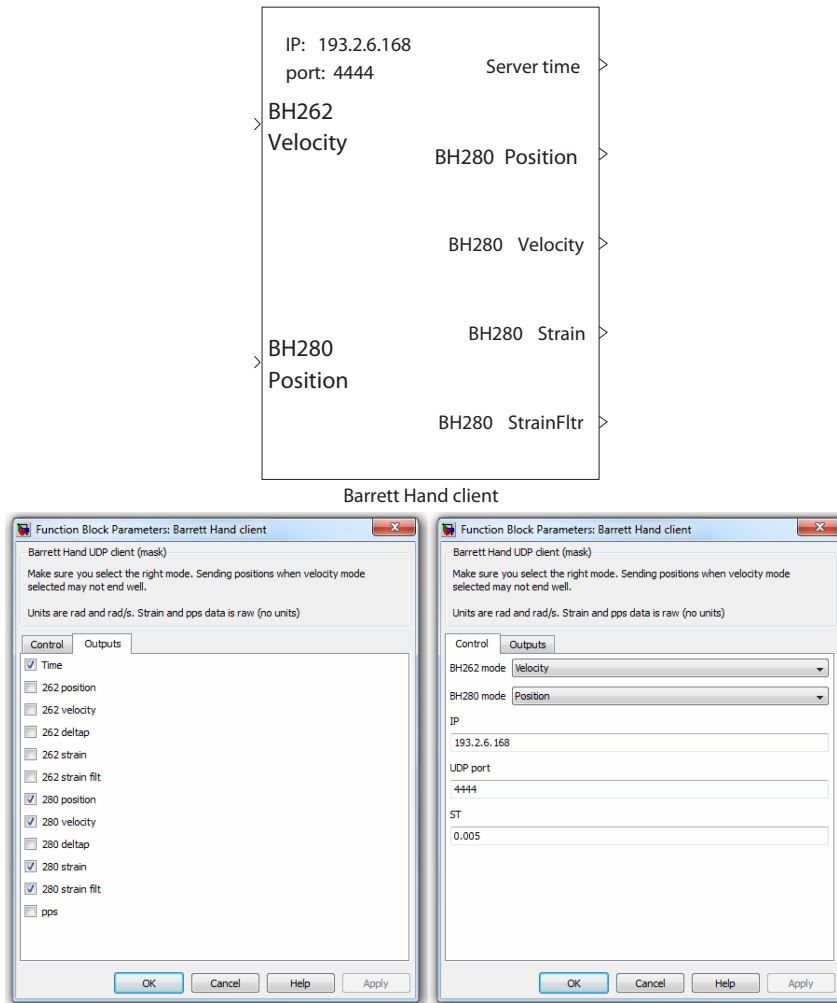 IP: 193.2.6.168
port: 4444
BH262
Velocity
BH280
Position
Server time
BH280 Position
BH280 Velocity
BH280 Strain
BH280 StrainFltr
Barrett Hand client
Function Block Parameters: Barrett Hand client
Barrett Hand UDP client (mask)
Make sure you select the right mode. Sending positions when velocity mode
selected may not end well.
Units are rad and rad/s. Strain and pps data is raw (no units)
Control Outputs
Time
262 position
262 velocity
262 deltap
262 strain
262 strain filt
280 position
280 velocity
280 deltap
280 strain
280 strain filt
pps
OK Cancel Help Apply
Function Block Parameters: Barrett Hand client
Barrett Hand UDP client (mask)
Make sure you select the right mode. Sending positions when velocity mode
selected may not end well.
Units are rad and rad/s. Strain and pps data is raw (no units)
Control Outputs
BH262 mode Velocity
BH280 mode Position
IP
193.2.6.168
UDP port
4444
ST
0.005
OK Cancel Help Apply